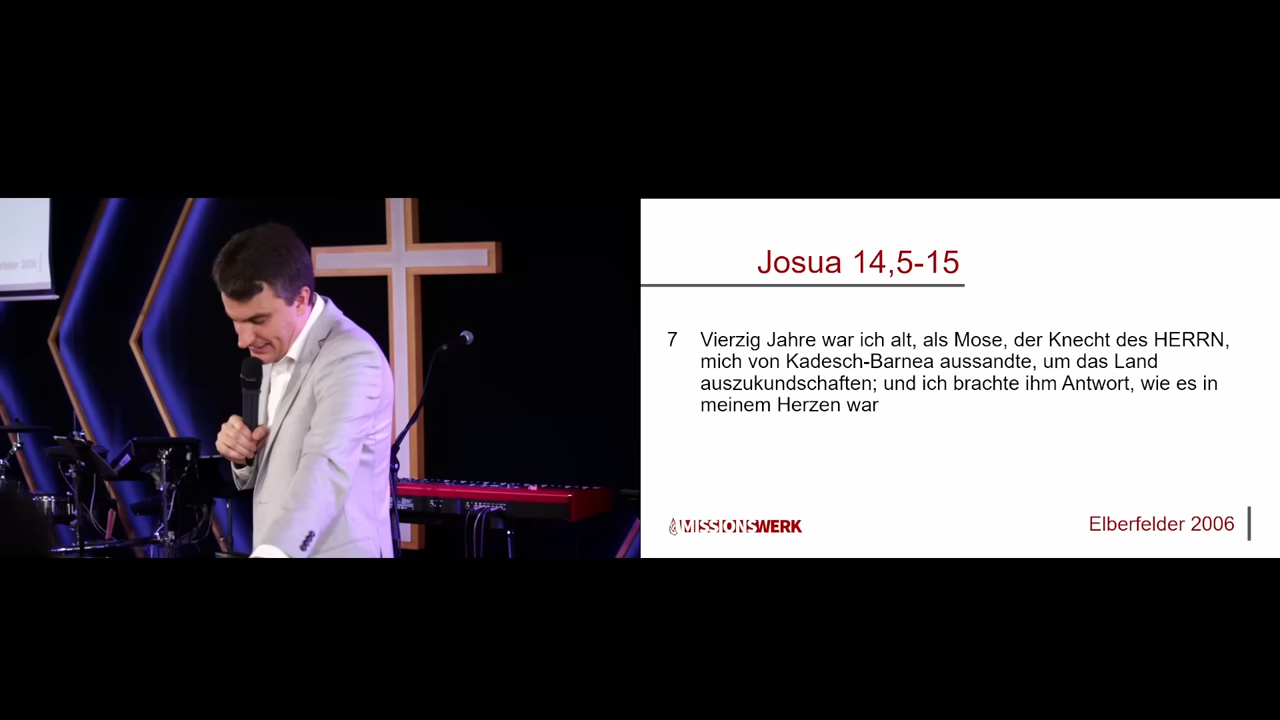 Josua 14,5-15
7 Vierzig Jahre war ich alt, als Mose, der Knecht des HERRN,
mich von Kadesch-Barnea aussandte, um das Land
auszukundschaften; und ich brachte ihm Antwort, wie es in
meinem Herzen war
MISSIONSWERK
Elberfelder 2006